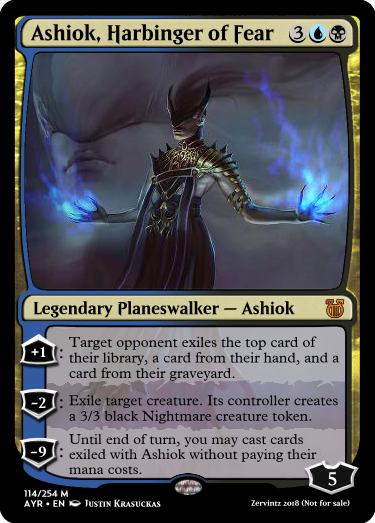 Ashiok, Harbinger of Fear 3
Legendary Planeswalker — Ashiok
+1: Target opponent exiles the top card of
their library, a card from their hand, and a
card from their graveyard.
-2: Exile target creature. Its controller creates
a 3/3 black Nightmare creature token.
Until end of turn, you may cast cards
-9: exiled with Ashiok without paying their
mana costs.
5
114/254 M
AYR • EN Justin Krasuckas
Zervintz 2018 (Not for sale)